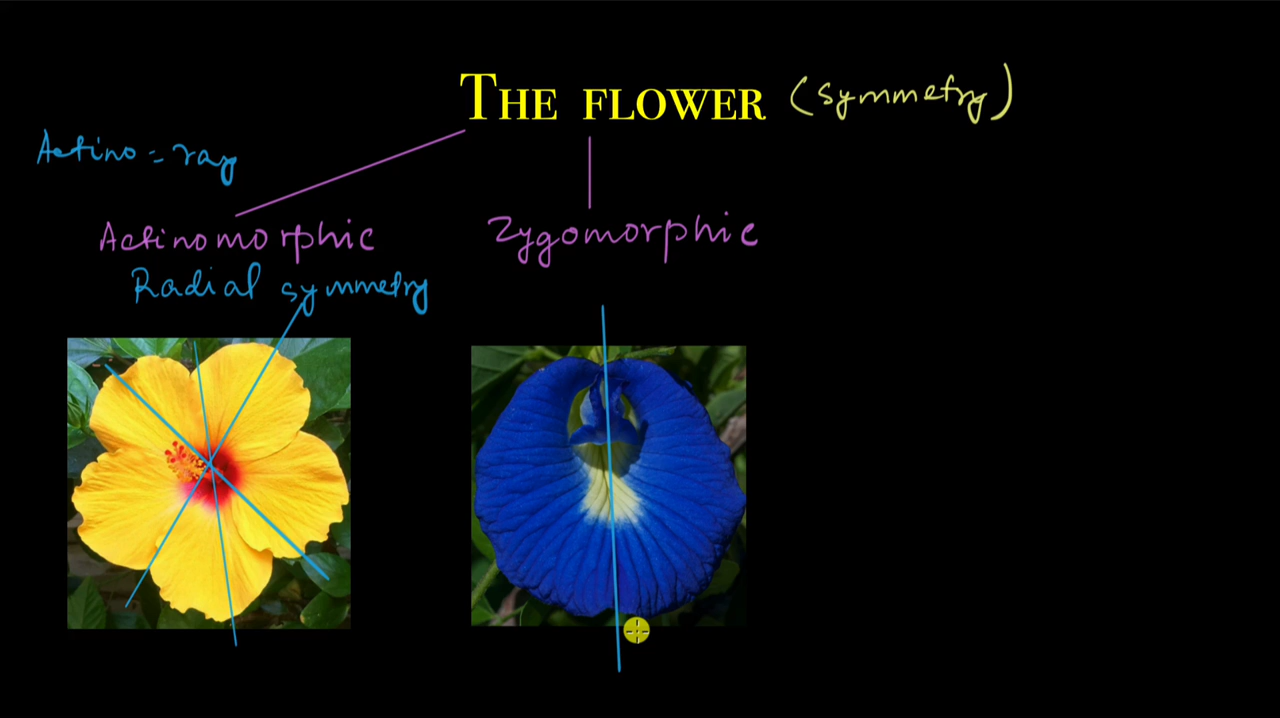 THE FLOWER (symmetry)
Actino = ray
Actinomorphic
Zygomorphic
Radial symmetry